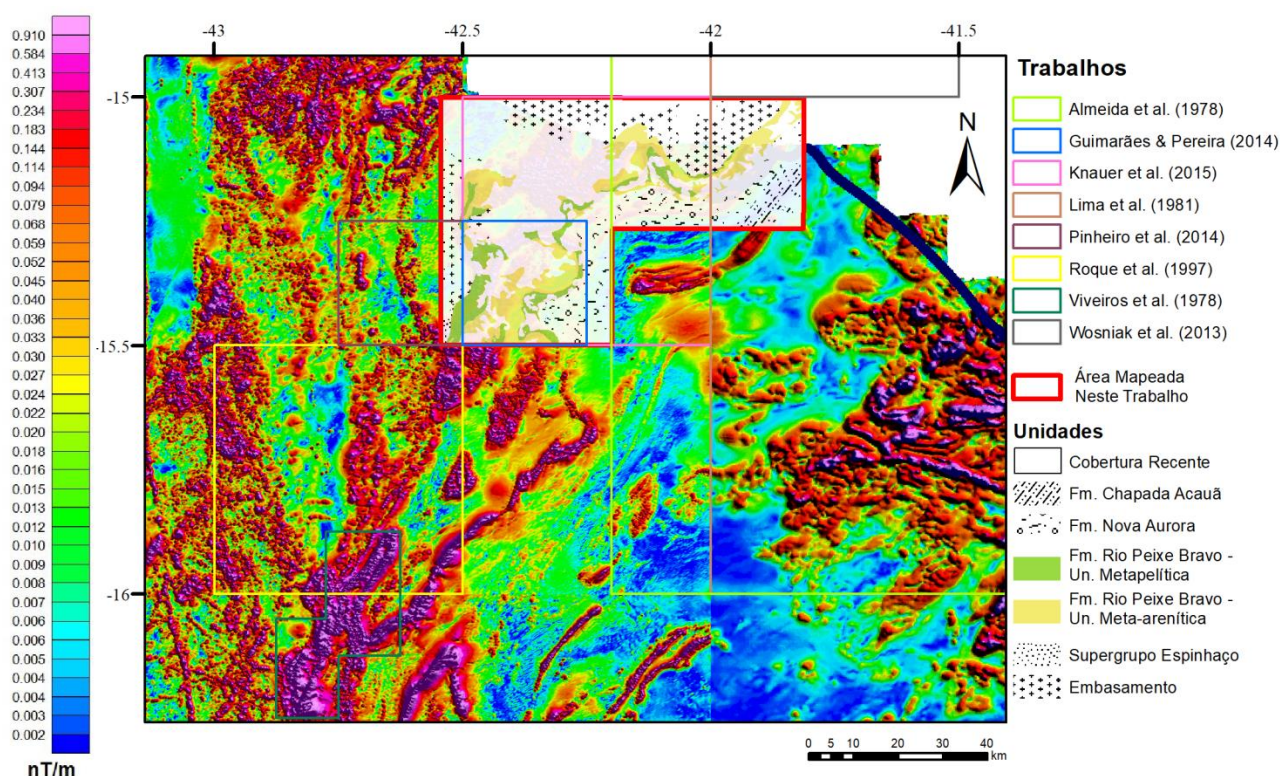 0.910
0.584
0.413
0.307
0.234
0.183
0.144
0.114
0.094
0.079
0.068
0.059
0.052
0.045
0.040
0.036
0.033
0.030
0.027
0.024
0.022
0.020
0.018
0.016
0.015
0.013
0.012
0.010
0.009
0.008
0.007
0.006
0.006
0.005
0.004
0.004
0.003
0.002
nT/m
-43
-42.5
-42
-41.5
-15
-15.5
-16
N
0 5 10 20 30 40
km
Trabalhos
Almeida et al. (1978)
Guimarães & Pereira (2014)
Knauer et al. (2015)
Lima et al. (1981)
Pinheiro et al. (2014)
Roque et al. (1997)
Viveiros et al. (1978)
Wosniak et al. (2013)
Área Mapeada
Neste Trabalho
Unidades
Cobertura Recente
Fm. Chapada Acauã
Fm. Nova Aurora
Fm. Rio Peixe Bravo -
Un. Metapelítica
Fm. Rio Peixe Bravo -
Un. Meta-arenítica
Supergrupo Espinhaço
Embasamento